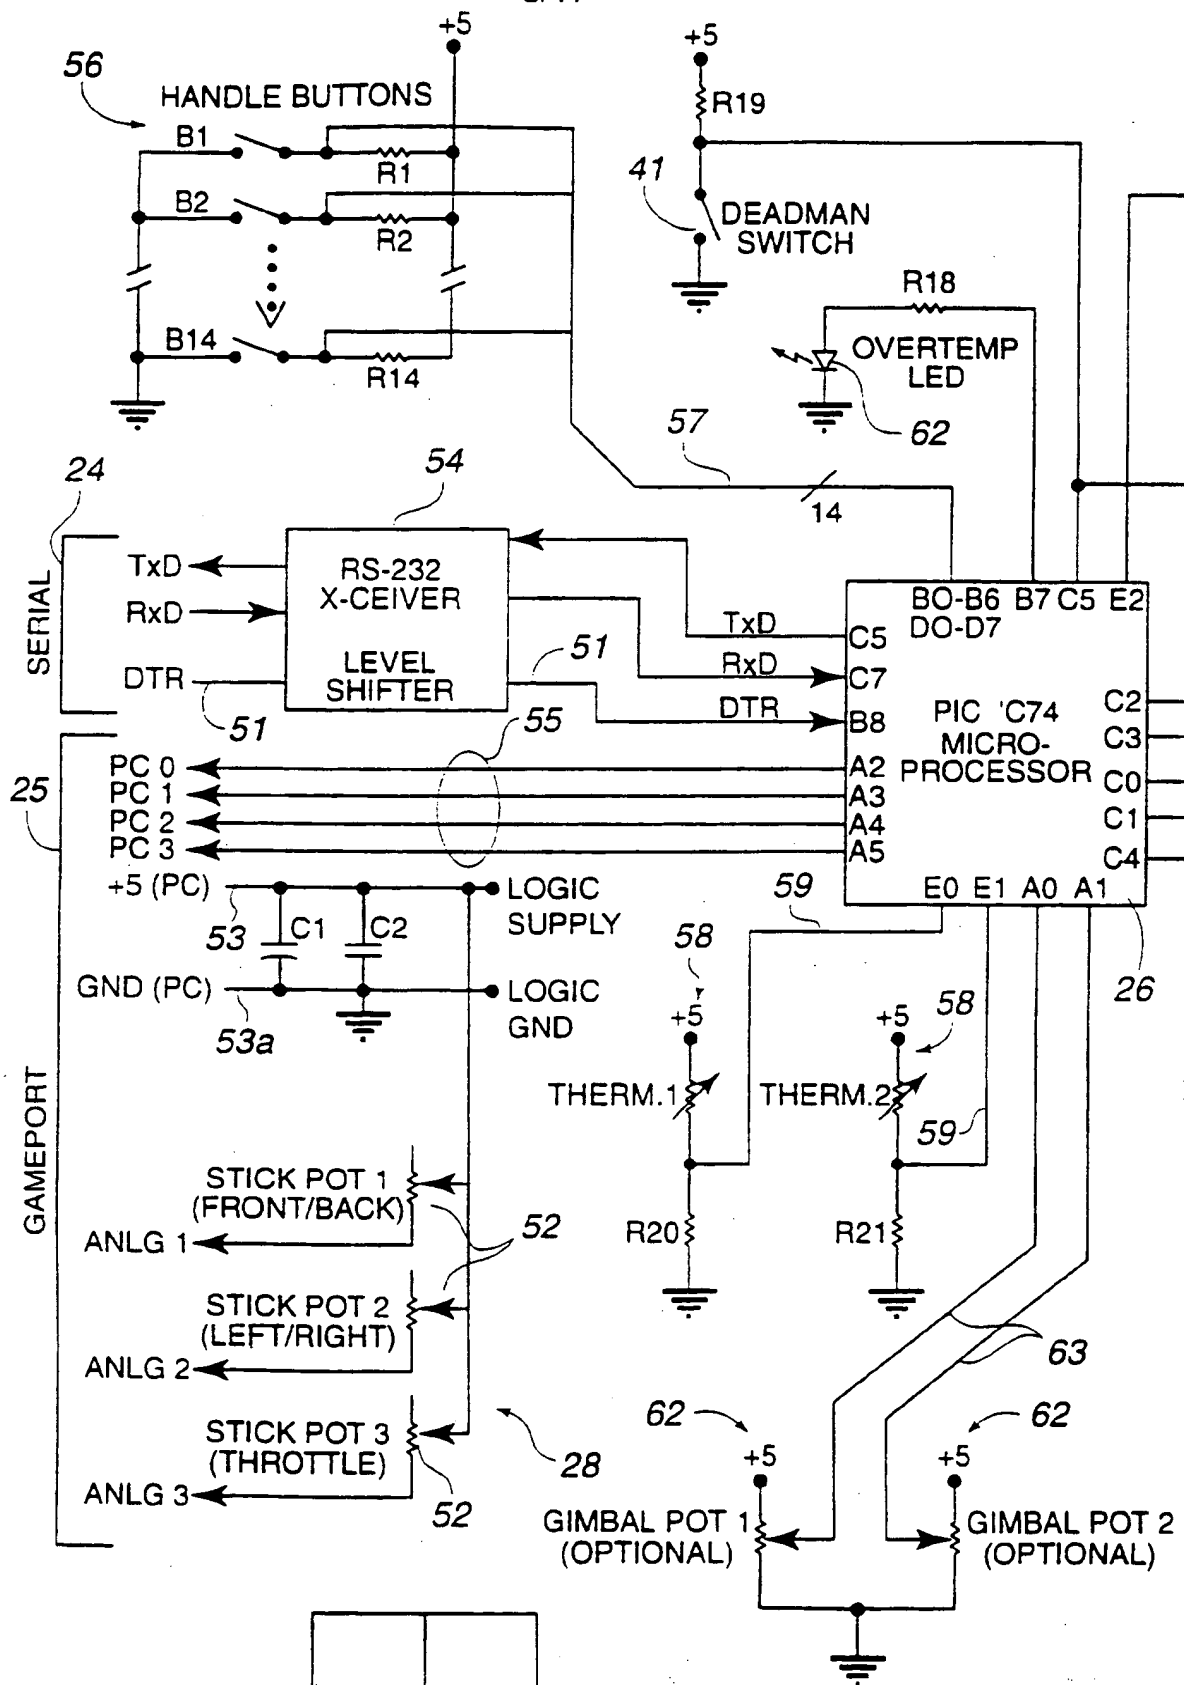 +5
+5
56
HANDLE BUTTONS
R19
B1
R1
41
B2
R2
DEADMAN
SWITCH
R18
B14
R14
OVERTEMP
LED
62
57
14
24
54
SERIAL
TxD
RxD
DTR
51
RS-232
X-CEIVER
LEVEL
SHIFTER
51
TxD
RxD
DTR
BO-B6 B7 C5 E2
DO-D7
C5
C7
B8
A2
A3
A4
A5
PIC 'C74
MICRO-
PROCESSOR
C2
C3
C0
C1
C4
E0 E1 A0 A1
26
55
25
GAMEPORT
PC 0
PC 1
PC 2
PC 3
+5 (PC)
53
C1
C2
LOGIC
SUPPLY
GND (PC)
53a
LOGIC
GND
59
58
+5
THERM.1
R20
58
+5
THERM.2
59
R21
STICK POT 1
(FRONT/BACK)
ANLG 1
52
STICK POT 2
(LEFT/RIGHT)
ANLG 2
STICK POT 3
(THROTTLE)
ANLG 3
52
28
63
62
+5
GIMBAL POT 1
(OPTIONAL)
62
+5
GIMBAL POT 2
(OPTIONAL)